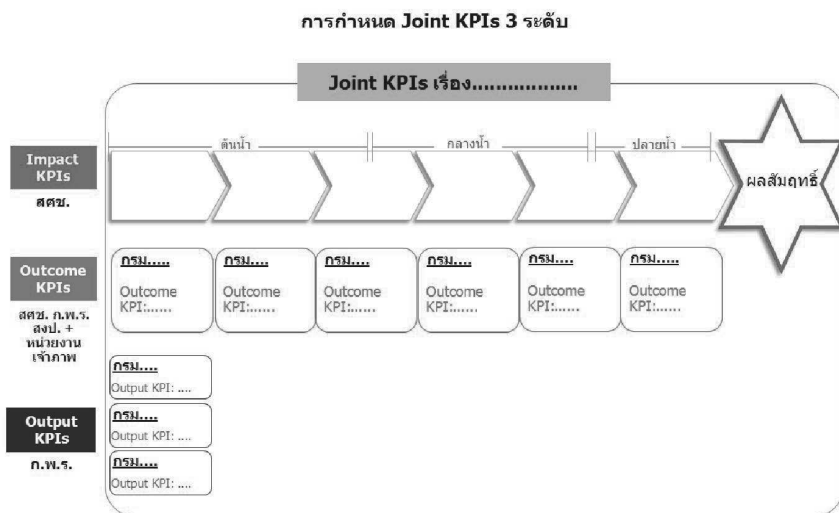 การกำหนด Joint KPIs 3 ระดับ
Joint KPIs เรื่อง..................
ต้นน้ำ
กลางน้ำ
ปลายน้ำ
Impact
KPIs
สศช.
ผลสัมฤทธิ์
Outcome
KPIs
สศช. ก.พ.ร.
สงป. +
หน่วยงาน
เจ้าภาพ
กรม.....
Outcome
KPI:......
กรม.....
Outcome
KPI:......
กรม.....
Outcome
KPI:......
กรม.....
Outcome
KPI:......
กรม....
Outcome
KPI:......
กรม.....
Outcome
KPI:......
Output
KPIs
ก.พ.ร.
กรม....
Output KPI: ....
กรม....
Output KPI: ....
กรม....
Output KPI: ....